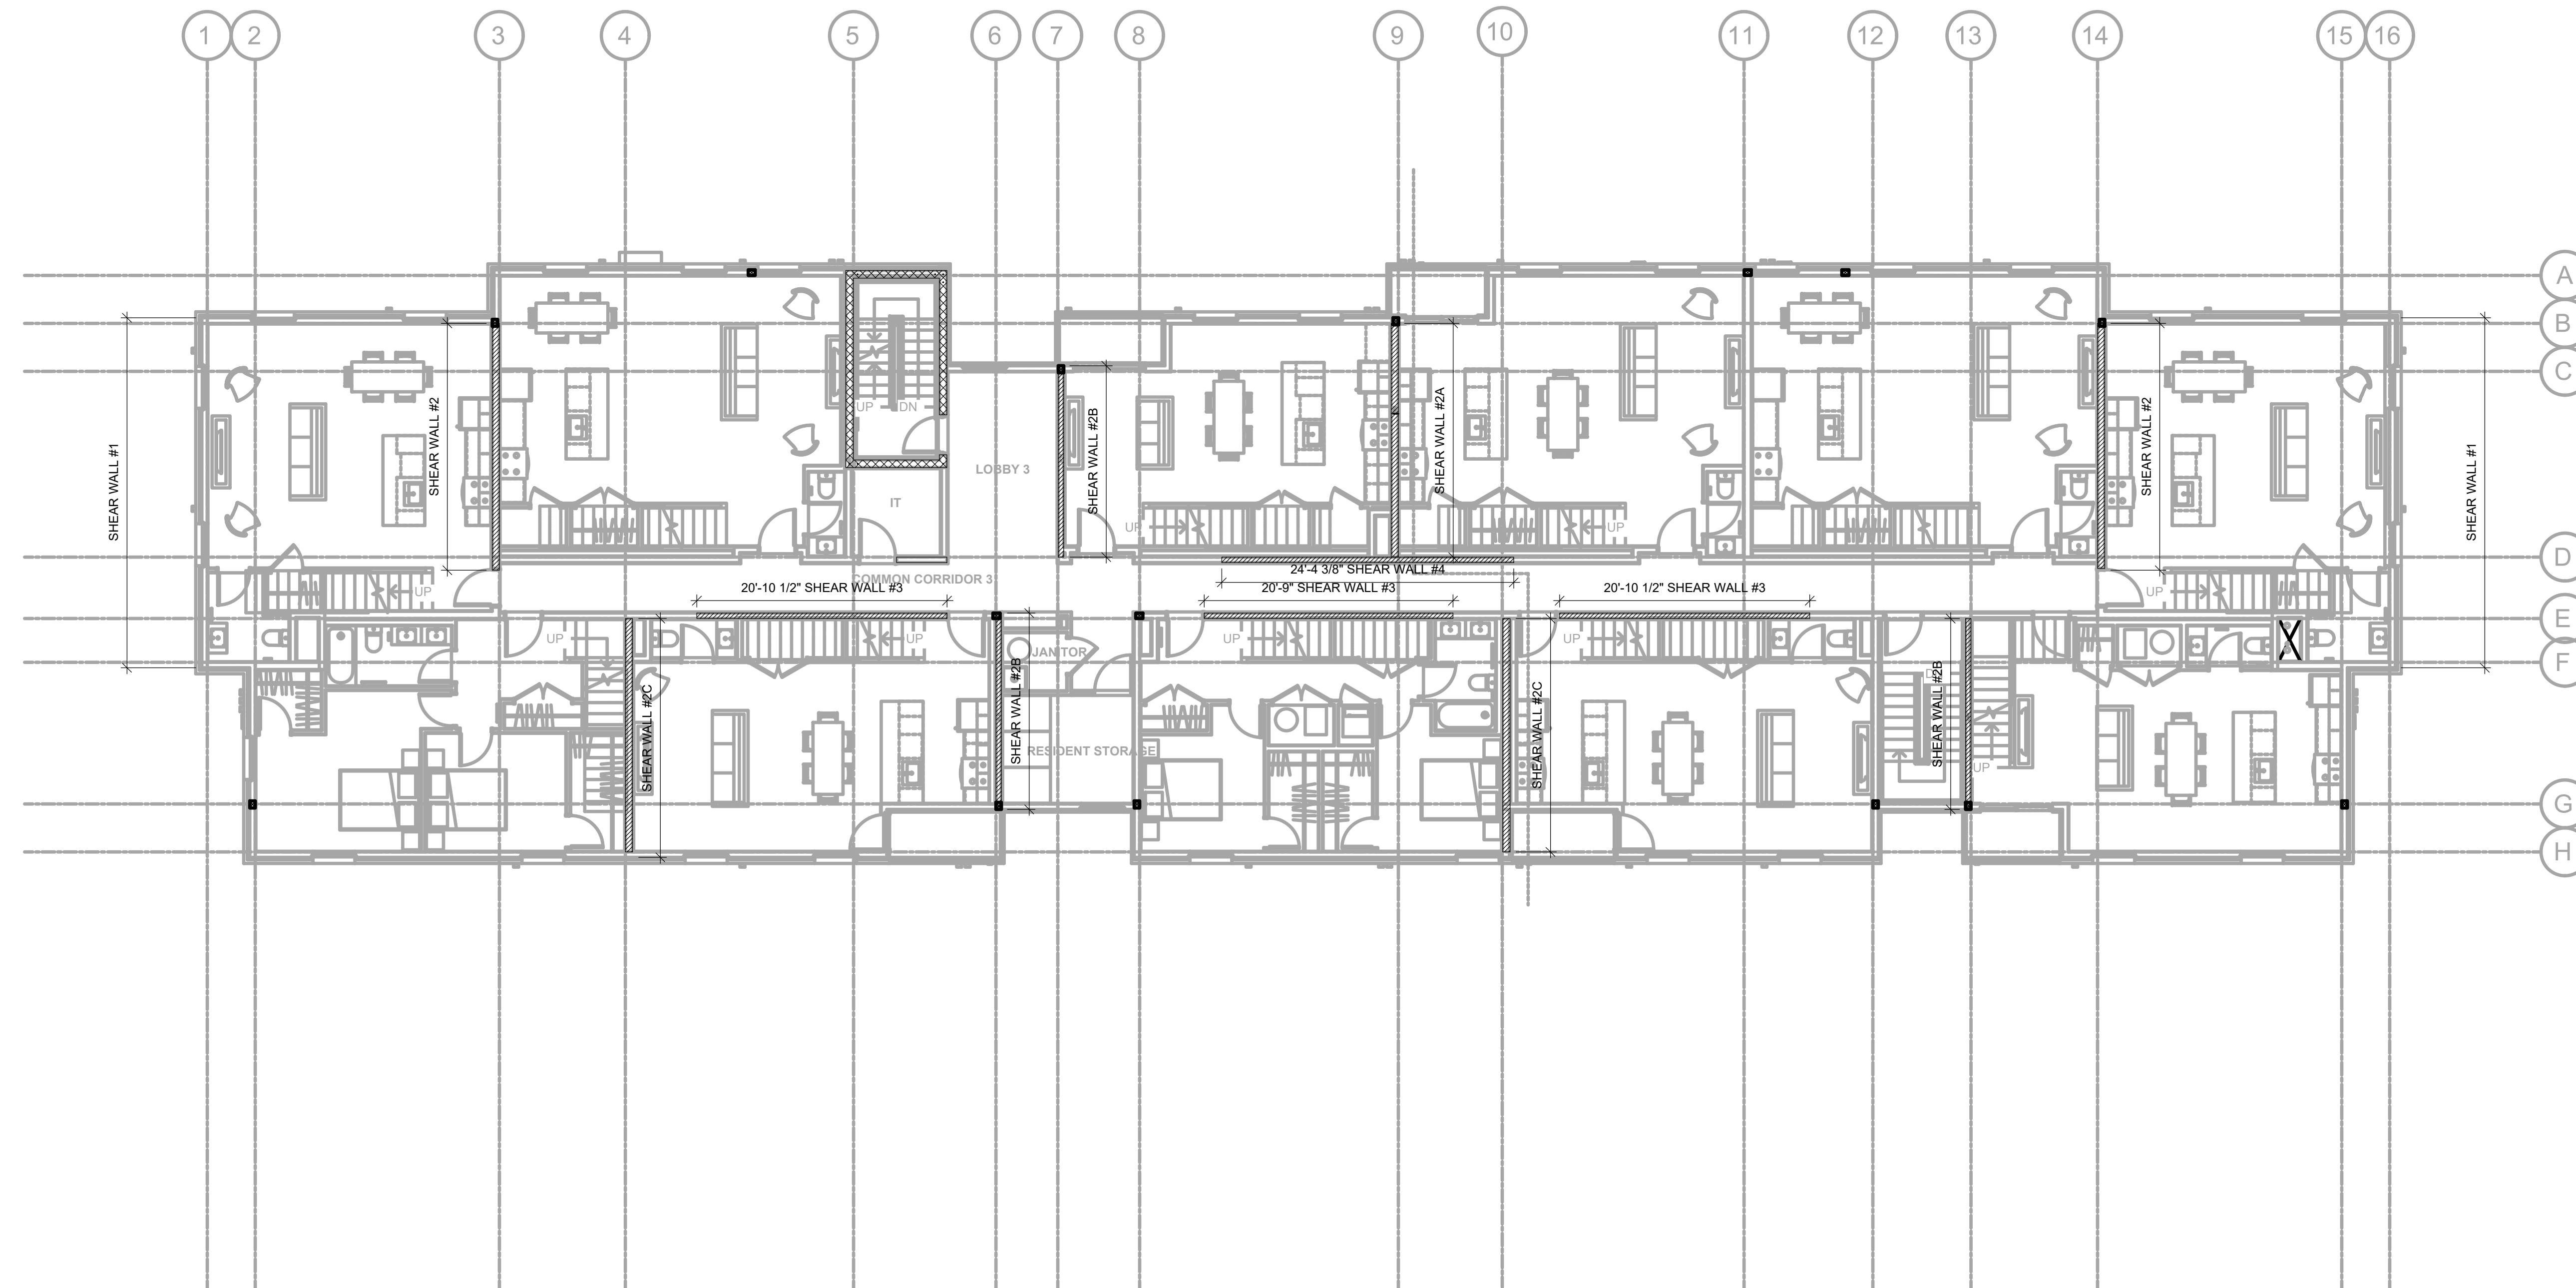 1
2
3
4
5
6
7
8
9
10
11
12
13
14
15
16
A
B
C
D
E
F
G
H
SHEAR WALL #1
SHEAR WALL #2
UP
DN
LOBBY 3
IT
SHEAR WALL #2B
UP
SHEAR WALL #2A
UP
SHEAR WALL #2
SHEAR WALL #1
24'-4 3/8" SHEAR WALL #4
COMMON CORRIDOR 3
20'-10 1/2" SHEAR WALL #3
20'-9" SHEAR WALL #3
20'-10 1/2" SHEAR WALL #3
UP
UP
UP
UP
UP
UP
JANITOR
SHEAR WALL #2C
SHEAR WALL #2B
RESIDENT STORAGE
SHEAR WALL #2C
SHEAR WALL #2B
D
UP